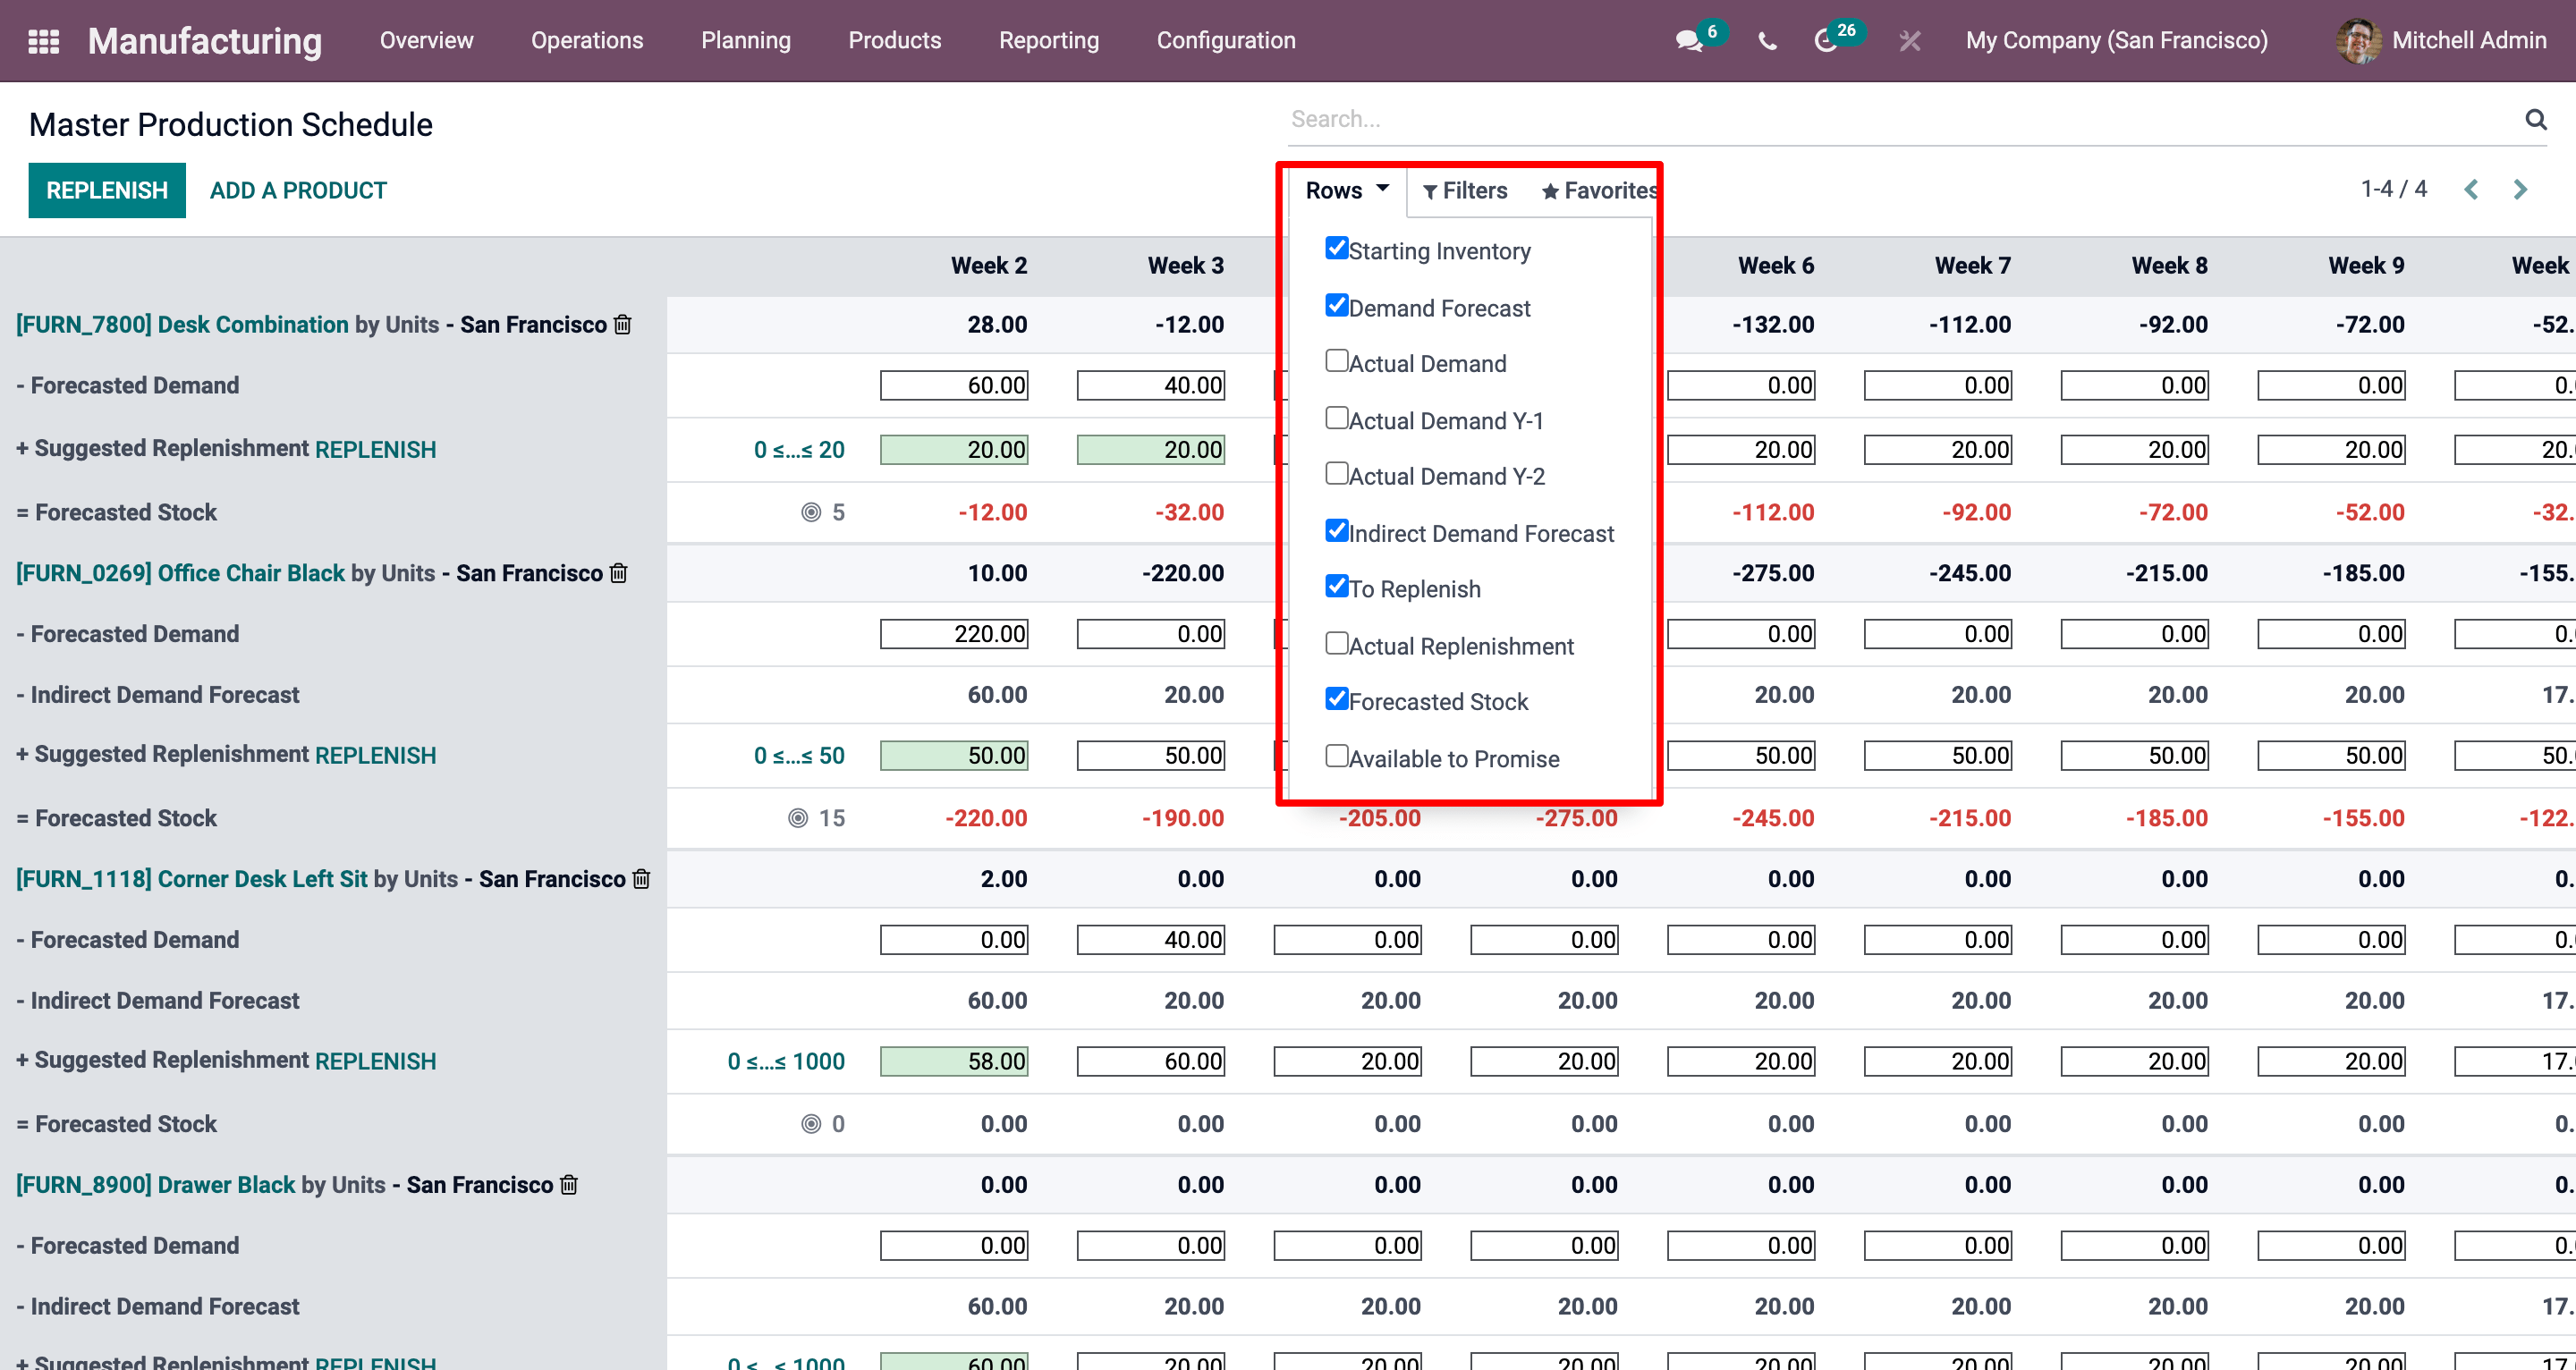 Manufacturing Overview Operations Planning Products Reporting Configuration 6 26 My Company (San Francisco) Mitchell Admin
Master Production Schedule Search...
REPLENISH ADD A PRODUCT Rows Filters Favorites 1-4 / 4
Week 2 Week 3 Week 6 Week 7 Week 8 Week 9 Week
Starting Inventory
Demand Forecast
Actual Demand
Actual Demand Y-1
Actual Demand Y-2
Indirect Demand Forecast
To Replenish
Actual Replenishment
Forecasted Stock
Available to Promise
[FURN_7800] Desk Combination by Units - San Francisco 28.00 -12.00 -132.00 -112.00 -92.00 -72.00 -52.
- Forecasted Demand 60.00 40.00 0.00 0.00 0.00 0.00 0.
+ Suggested Replenishment REPLENISH 0 ≤...≤ 20 20.00 20.00 20.00 20.00 20.00 20.00 20.
= Forecasted Stock 5 -12.00 -32.00 -112.00 -92.00 -72.00 -52.00 -32.
[FURN_0269] Office Chair Black by Units - San Francisco 10.00 -220.00 -275.00 -245.00 -215.00 -185.00 -155.
- Forecasted Demand 220.00 0.00 0.00 0.00 0.00 0.00 0.
- Indirect Demand Forecast 60.00 20.00 20.00 20.00 20.00 20.00 17.
+ Suggested Replenishment REPLENISH 0 ≤...≤ 50 50.00 50.00 50.00 50.00 50.00 50.00 50.
= Forecasted Stock 15 -220.00 -190.00 -205.00 -275.00 -245.00 -215.00 -185.00 -155.00 -122.
[FURN_1118] Corner Desk Left Sit by Units - San Francisco 2.00 0.00 0.00 0.00 0.00 0.00 0.00 0.00 0.
- Forecasted Demand 0.00 40.00 0.00 0.00 0.00 0.00 0.00 0.00 0.
- Indirect Demand Forecast 60.00 20.00 20.00 20.00 20.00 20.00 20.00 20.00 17.
+ Suggested Replenishment REPLENISH 0 ≤...≤ 1000 58.00 60.00 20.00 20.00 20.00 20.00 20.00 20.00 17.
= Forecasted Stock 0 0.00 0.00 0.00 0.00 0.00 0.00 0.00 0.00 0.
[FURN_8900] Drawer Black by Units - San Francisco 0.00 0.00 0.00 0.00 0.00 0.00 0.00 0.00 0.
- Forecasted Demand 0.00 0.00 0.00 0.00 0.00 0.00 0.00 0.00 0.
- Indirect Demand Forecast 60.00 20.00 20.00 20.00 20.00 20.00 20.00 20.00 17.
+ Suggested Replenishment REPLENISH 0 ≤...≤ 1000 60.00 20.00 20.00 20.00 20.00 20.00 20.00 20.00 17.